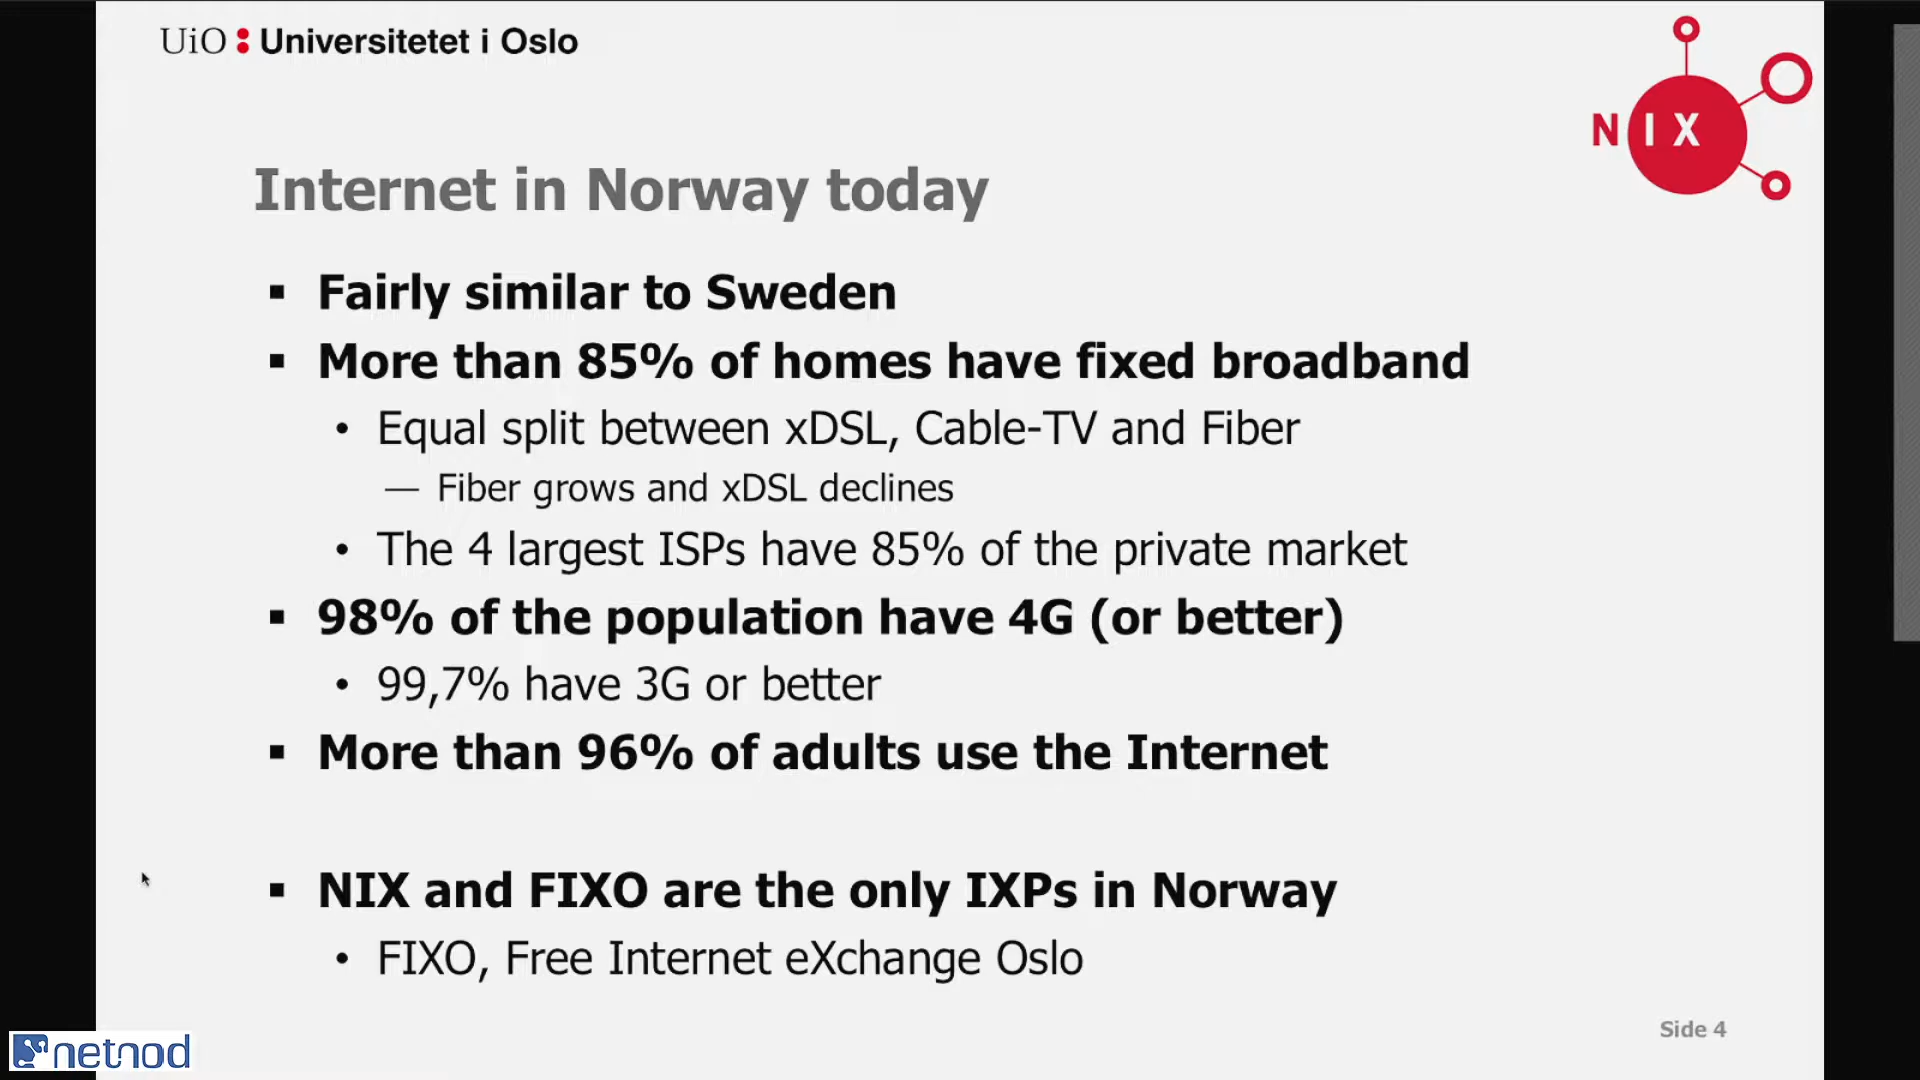 UiO Universitetet i Oslo
N I X
Internet in Norway today
▪ Fairly similar to Sweden
▪ More than 85% of homes have fixed broadband
• Equal split between xDSL, Cable-TV and Fiber
— Fiber grows and xDSL declines
• The 4 largest ISPs have 85% of the private market
▪ 98% of the population have 4G (or better)
• 99,7% have 3G or better
▪ More than 96% of adults use the Internet
▪ NIX and FIXO are the only IXPs in Norway
• FIXO, Free Internet eXchange Oslo
Side 4
netnod